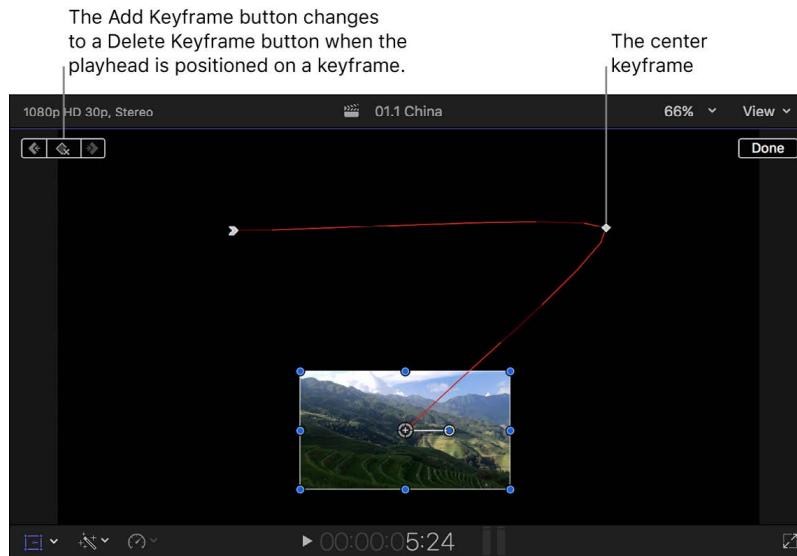 The Add Keyframe button changes
to a Delete Keyframe button when the
playhead is positioned on a keyframe.
The center
keyframe
1080p HD 30p, Stereo
01.1 China
66%
View
Done
00:00:05:24